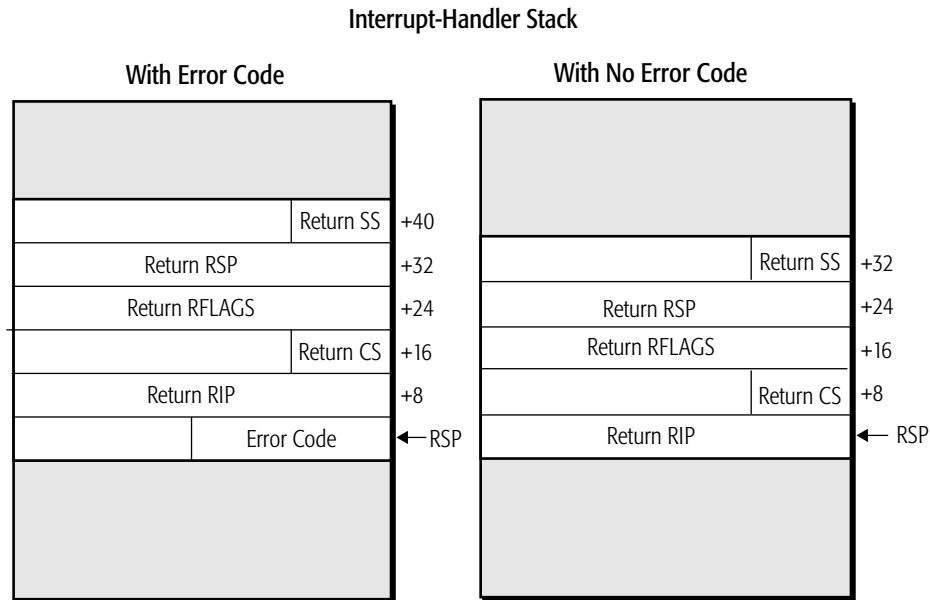 Interrupt-Handler Stack
With Error Code
Return SS +40
Return RSP +32
Return RFLAGS +24
Return CS +16
Return RIP +8
Error Code RSP
With No Error Code
Return SS +32
Return RSP +24
Return RFLAGS +16
Return CS +8
Return RIP RSP